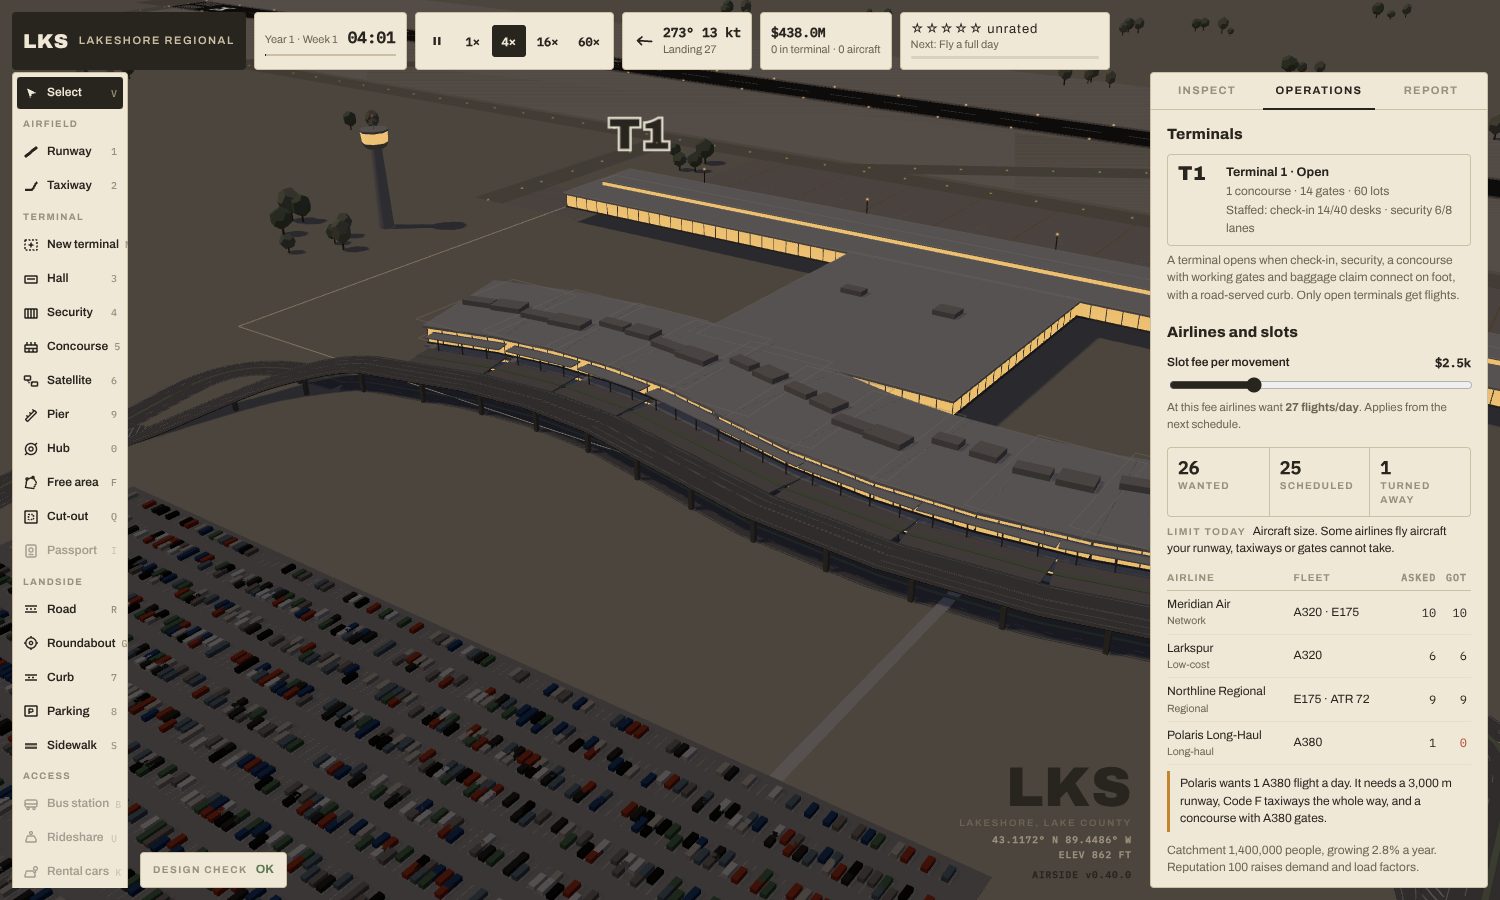 LKS LAKESHORE REGIONAL
Year 1 · Week 1 04:01
1× 4× 16× 60×
273° 13 kt
Landing 27
$438.0M
0 in terminal · 0 aircraft
☆☆☆☆☆ unrated
Next: Fly a full day
Select V
AIRFIELD
Runway 1
Taxiway 2
TERMINAL
New terminal
Hall 3
Security 4
Concourse 5
Satellite 6
Pier 9
Hub 0
Free area F
Cut-out Q
Passport I
LANDSIDE
Road R
Roundabout G
Curb 7
Parking 8
Sidewalk S
ACCESS
Bus station B
Rideshare U
Rental cars K
T1
DESIGN CHECK OK
LKS
LAKESHORE, LAKE COUNTY
43.1172° N 89.4486° W
ELEV 862 FT
AIRSIDE v0.40.0
INSPECT OPERATIONS REPORT
Terminals
T1 Terminal 1 · Open
1 concourse · 14 gates · 60 lots
Staffed: check-in 14/40 desks · security 6/8
lanes
A terminal opens when check-in, security, a concourse
with working gates and baggage claim connect on foot,
with a road-served curb. Only open terminals get flights.
Airlines and slots
Slot fee per movement $2.5k
At this fee airlines want 27 flights/day. Applies from the
next schedule.
26 WANTED
25 SCHEDULED
1 TURNED AWAY
LIMIT TODAY Aircraft size. Some airlines fly aircraft
your runway, taxiways or gates cannot take.
AIRLINE FLEET ASKED GOT
Meridian Air A320 · E175 10 10
Network
Larkspur A320 6 6
Low-cost
Northline Regional E175 · ATR 72 9 9
Regional
Polaris Long-Haul A380 1 0
Long-haul
Polaris wants 1 A380 flight a day. It needs a 3,000 m
runway, Code F taxiways the whole way, and a
concourse with A380 gates.
Catchment 1,400,000 people, growing 2.8% a year.
Reputation 100 raises demand and load factors.